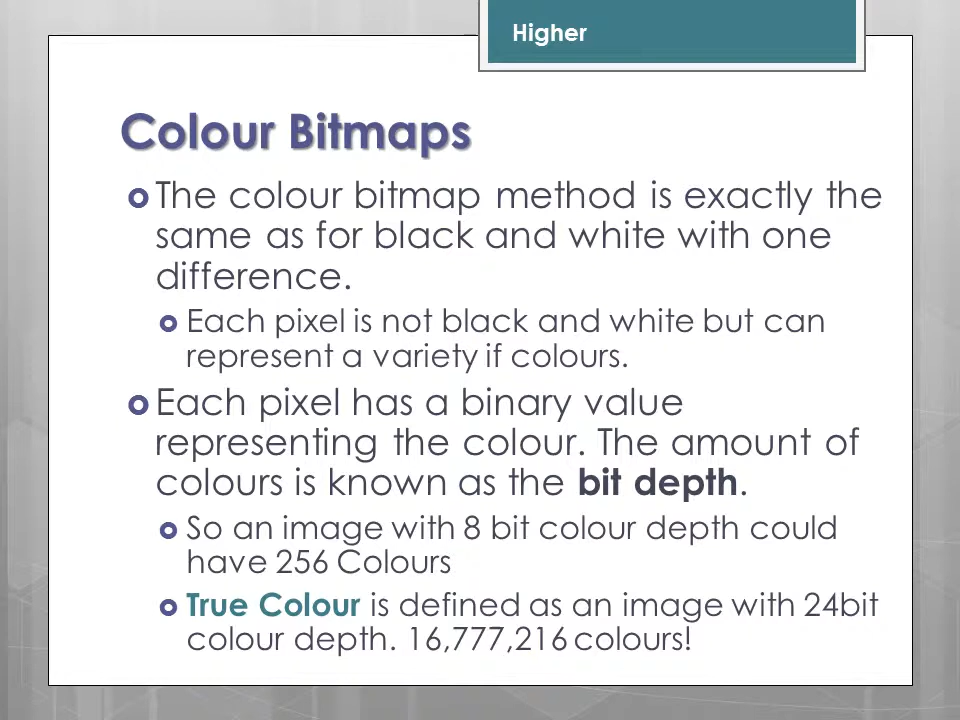 Higher
Colour Bitmaps
The colour bitmap method is exactly the
same as for black and white with one
difference.
Each pixel is not black and white but can
represent a variety if colours.
Each pixel has a binary value
representing the colour. The amount of
colours is known as the bit depth.
So an image with 8 bit colour depth could
have 256 Colours
True Colour is defined as an image with 24bit
colour depth. 16,777,216 colours!